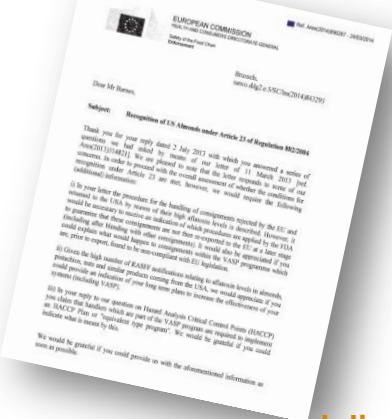 Ref. Ares(2014)890267 - 24/03/2014
EUROPEAN COMMISSION
HEALTH AND CONSUMERS DIRECTORATE-GENERAL
Safety of the Food Chain
Enforcement
Brussels,
Dear Mr Barnes,
Subject: Recognition of US Almonds under Article 23 of Regulation 882/2004
Thank you for your reply dated 2 July 2013 with which you answered a series of
questions we had asked by means of our letter of 11 March 2013 [ref.
We are pleased to note that the letter responds to some of our
concerns. In order to proceed with the overall assessment of whether the conditions for
recognition under Article 23 are met, however, we would require the following
(additional) information:
i) In your letter the procedure for the handling of consignments rejected by the EU and
returned to the USA by reason of their high aflatoxin levels is described. However, it
would be necessary to receive an indication of which procedures are applied by the FDA
to guarantee that these consignments are not then re-exported to the EU at a later stage
(including after blending with other consignments). It would also be appreciated if you
could explain what would happen to consignments within the VASP programme which
are, prior to export, found to be non-compliant with EU legislation.
ii) Given the high number of RASFF notifications relating to aflatoxin levels in almonds,
pistachios, nuts and similar products coming from the USA, we would appreciate if you
could provide an indication of your long term plans to increase the effectiveness of your
systems (including VASP).
iii) In your reply to our question on Hazard Analysis Critical Control Points (HACCP)
you claim that handlers which are part of the VASP program are required to implement
an HACCP Plan or "equivalent type program". We would be grateful if you could
indicate what is meant by this.
We would be grateful if you could provide us with the aforementioned information as
soon as possible.